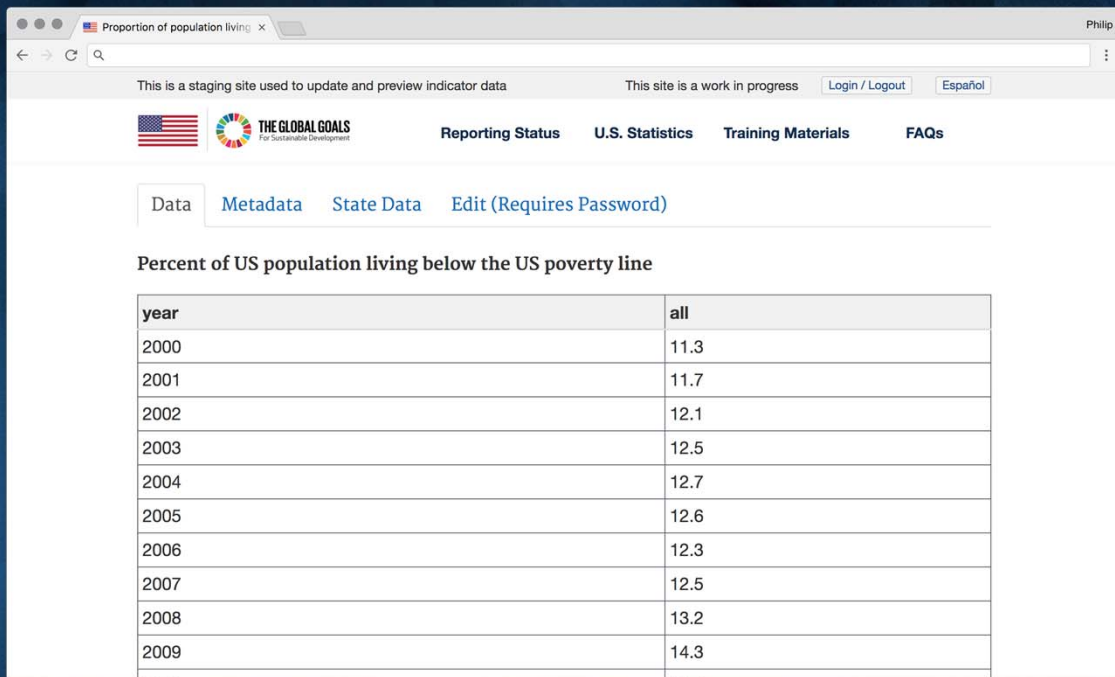 Proportion of population living
Philip
This is a staging site used to update and preview indicator data This site is a work in progress Login / Logout Español
THE GLOBAL GOALS
For Sustainable Development
Reporting Status U.S. Statistics Training Materials FAQs
Data Metadata State Data Edit (Requires Password)
Percent of US population living below the US poverty line
year all
2000 11.3
2001 11.7
2002 12.1
2003 12.5
2004 12.7
2005 12.6
2006 12.3
2007 12.5
2008 13.2
2009 14.3